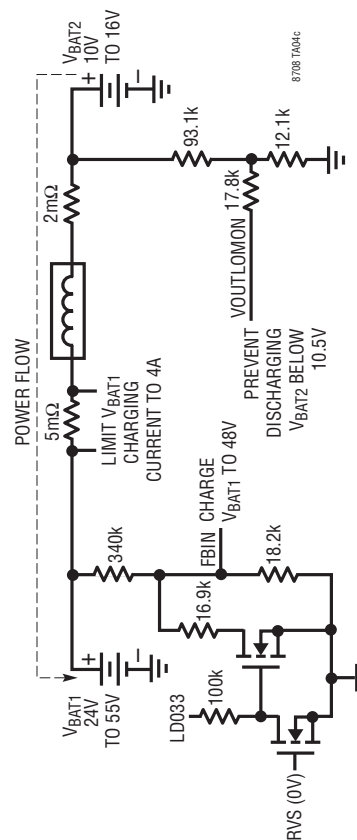 POWER FLOW
VBAT1
24V
TO 55V
+
–
5mΩ
LIMIT VBAT1
CHARGING
CURRENT TO 4A
2mΩ
VBAT2
10V
TO 16V
+
–
340k
LD033
100k
16.9k
FBIN CHARGE
VBAT1 TO 48V
18.2k
RVS (0V)
93.1k
VOUTLOMON
17.8k
PREVENT
DISCHARGING
VBAT2 BELOW
10.5V
12.1k
8708 TA04c